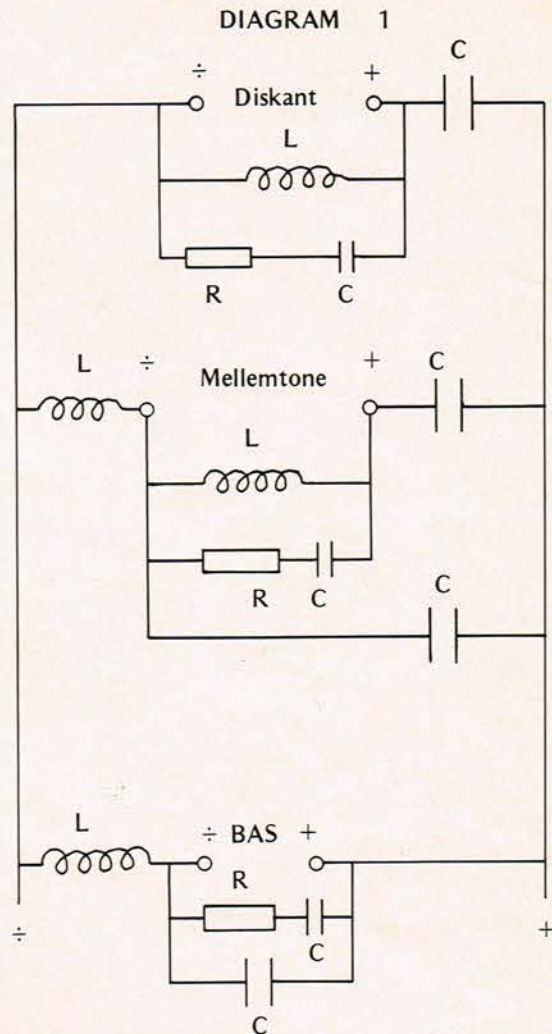 DIAGRAM 1
C
÷ Diskant +
L
R C
L ÷ Mellemtone + C
L
R C
C
L ÷ BAS +
R
C
÷ +
C